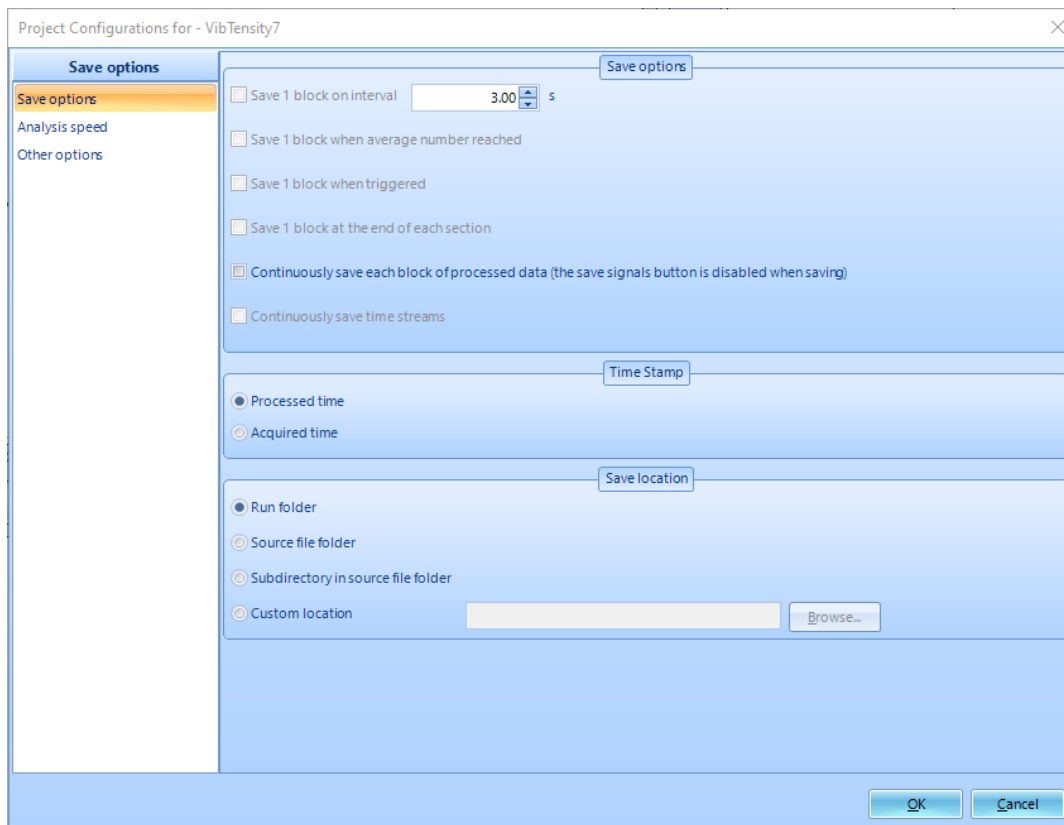 Project Configurations for - VibTensity7
Save options
Save options
Analysis speed
Other options
Save options
Save 1 block on interval 3.00 s
Save 1 block when average number reached
Save 1 block when triggered
Save 1 block at the end of each section
Continuously save each block of processed data (the save signals button is disabled when saving)
Continuously save time streams
Time Stamp
Processed time
Acquired time
Save location
Run folder
Source file folder
Subdirectory in source file folder
Custom location Browse...
OK Cancel